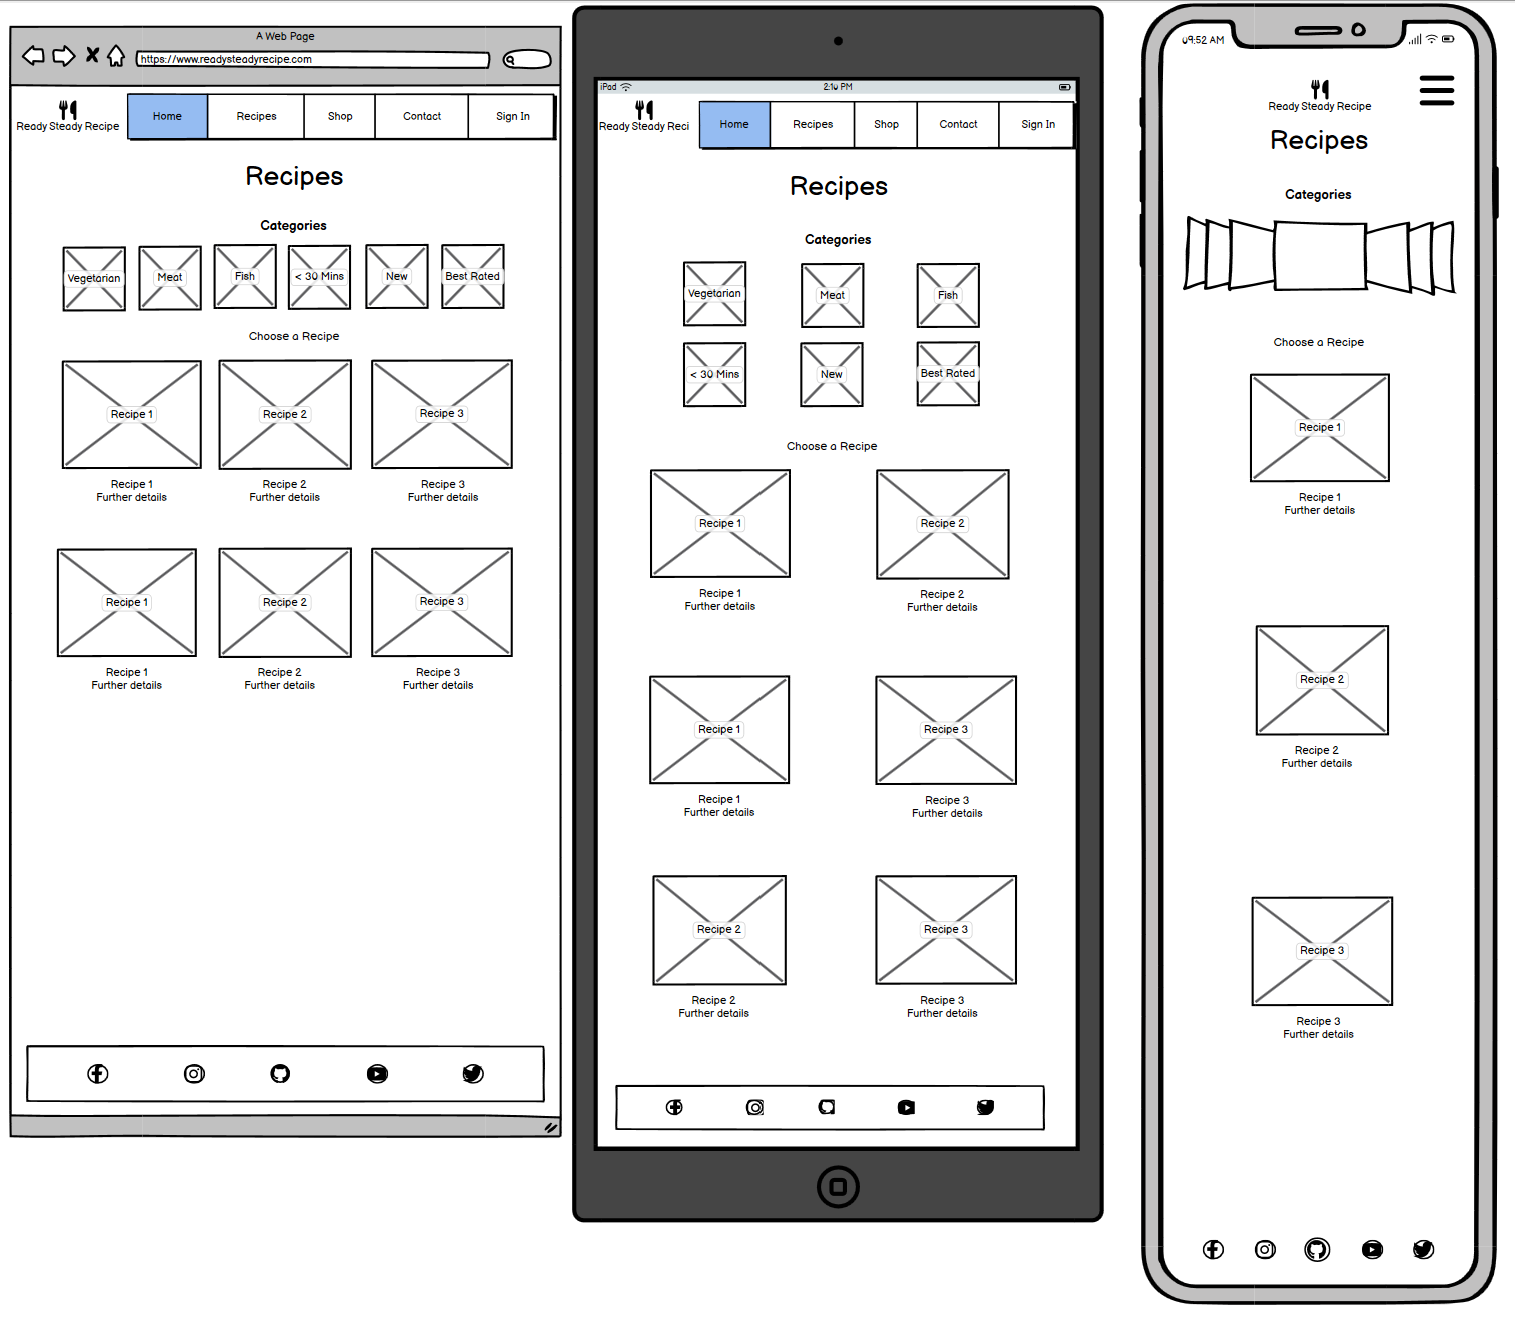 A Web Page
https://www.readysteadyrecipe.com
Ready Steady Recipe
Home Recipes Shop Contact Sign In
Recipes
Categories
Vegetarian Meat Fish < 30 Mins New Best Rated
Choose a Recipe
Recipe 1 Recipe 2 Recipe 3
Recipe 1 Recipe 2 Recipe 3
Further details Further details Further details
Recipe 1 Recipe 2 Recipe 3
Recipe 1 Recipe 2 Recipe 3
Further details Further details Further details
iPad 2:10 PM
Ready Steady Reci
Home Recipes Shop Contact Sign In
Recipes
Categories
Vegetarian Meat Fish
< 30 Mins New Best Rated
Choose a Recipe
Recipe 1 Recipe 2
Recipe 1 Recipe 2
Further details Further details
Recipe 1 Recipe 3
Recipe 1 Recipe 3
Further details Further details
Recipe 2 Recipe 3
Recipe 2 Recipe 3
Further details Further details
09:52 AM
Ready Steady Recipe
Recipes
Categories
Choose a Recipe
Recipe 1
Recipe 1
Further details
Recipe 2
Recipe 2
Further details
Recipe 3
Recipe 3
Further details